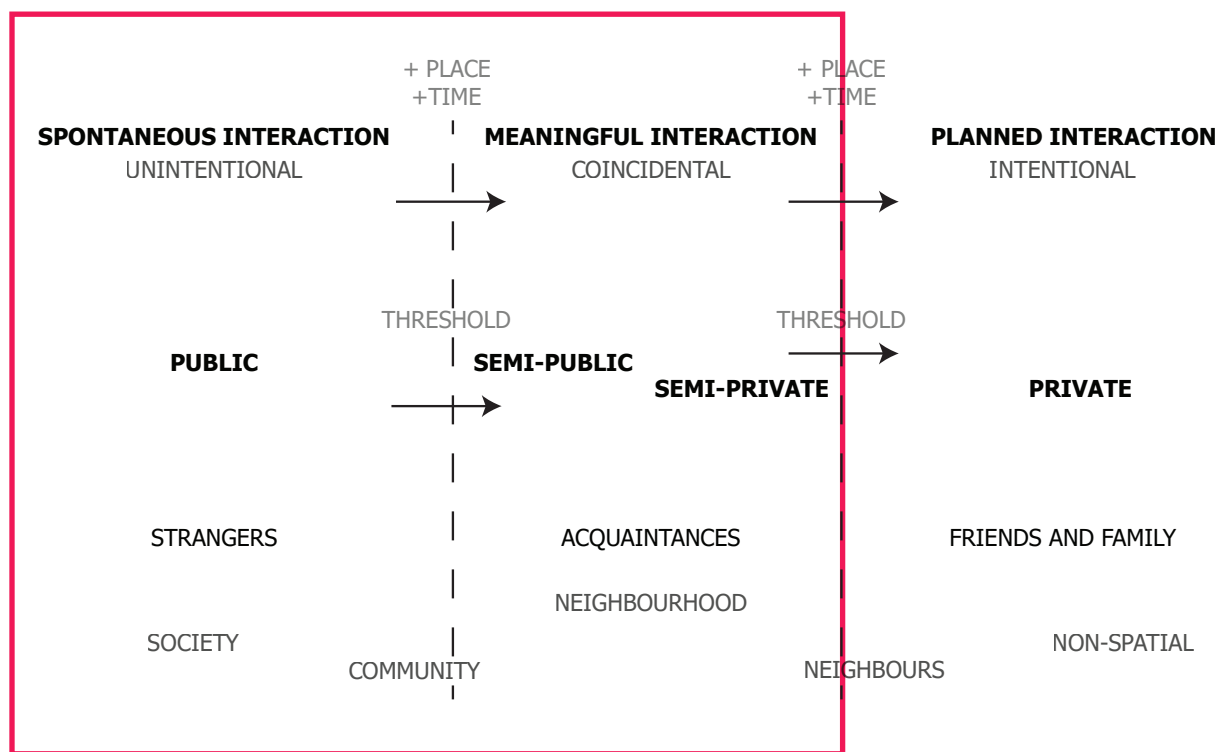 + PLACE
+TIME
+ PLACE
+TIME
SPONTANEOUS INTERACTION
UNINTENTIONAL
MEANINGFUL INTERACTION
COINCIDENTAL
PLANNED INTERACTION
INTENTIONAL
THRESHOLD
THRESHOLD
PUBLIC
SEMI-PUBLIC
SEMI-PRIVATE
PRIVATE
STRANGERS
ACQUAINTANCES
FRIENDS AND FAMILY
NEIGHBOURHOOD
SOCIETY
NON-SPATIAL
COMMUNITY
NEIGHBOURS